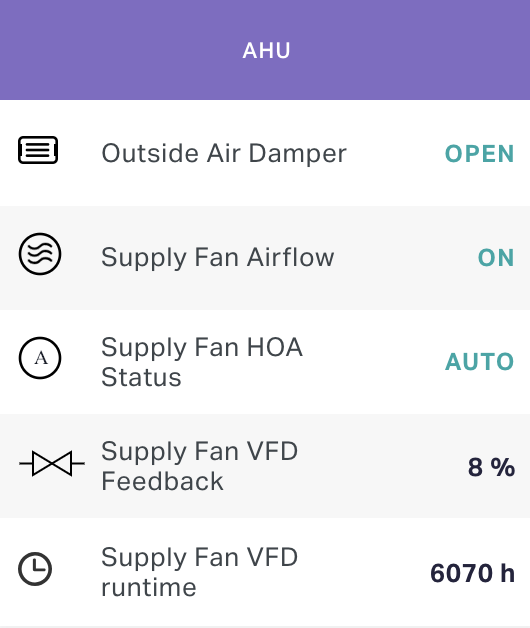 AHU
Outside Air Damper OPEN
Supply Fan Airflow ON
A Supply Fan HOA
Status AUTO
Supply Fan VFD
Feedback 8 %
Supply Fan VFD
runtime 6070 h